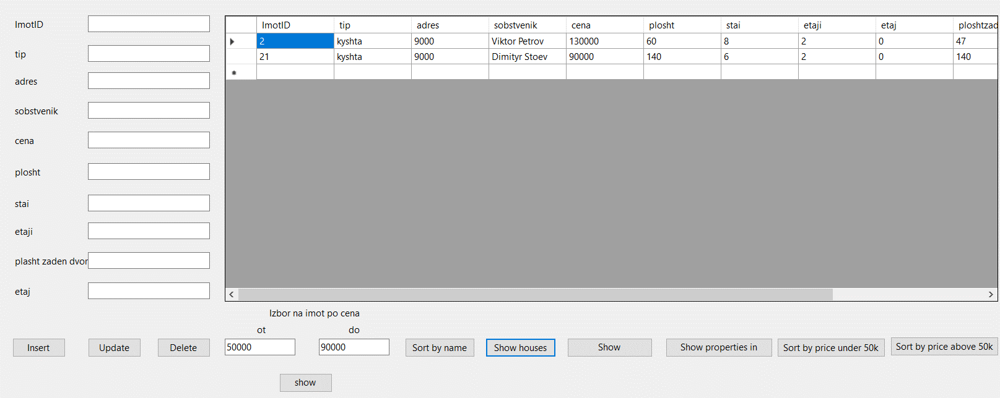 ImotID
tip
adres
sobstvenik
cena
plosht
stai
etaji
plasht zaden dvor
etaj
ImotID tip adres sobstvenik cena plosht stai etaji etaj ploshtzad
2 kyshta 9000 Viktor Petrov 130000 60 8 2 0 47
21 kyshta 9000 Dimityr Stoev 90000 140 6 2 0 140
Izbor na imot po cena
ot do
50000 90000
Insert Update Delete Sort by name Show houses Show Show properties in Sort by price under 50k Sort by price above 50k
show